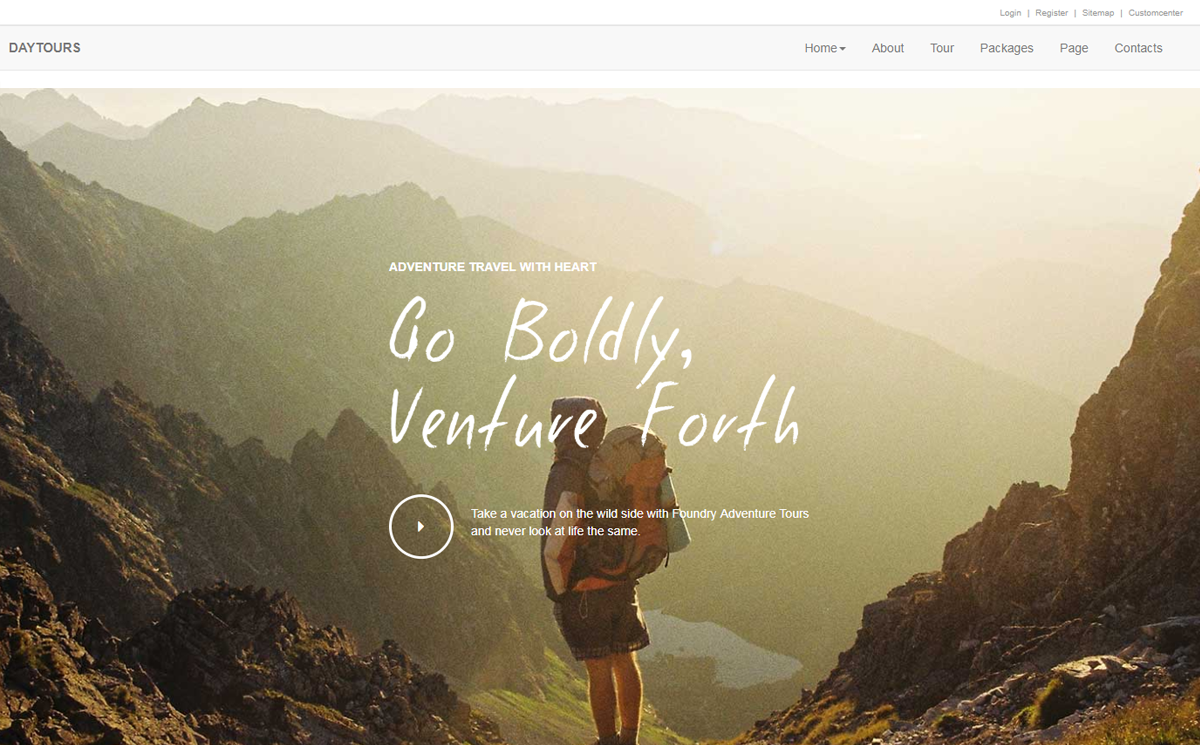 Login | Register | Sitemap | Customcenter
DAYTOURS
Home About Tour Packages Page Contacts
ADVENTURE TRAVEL WITH HEART
Go Boldly,
Venture Forth
Take a vacation on the wild side with Foundry Adventure Tours
and never look at life the same.